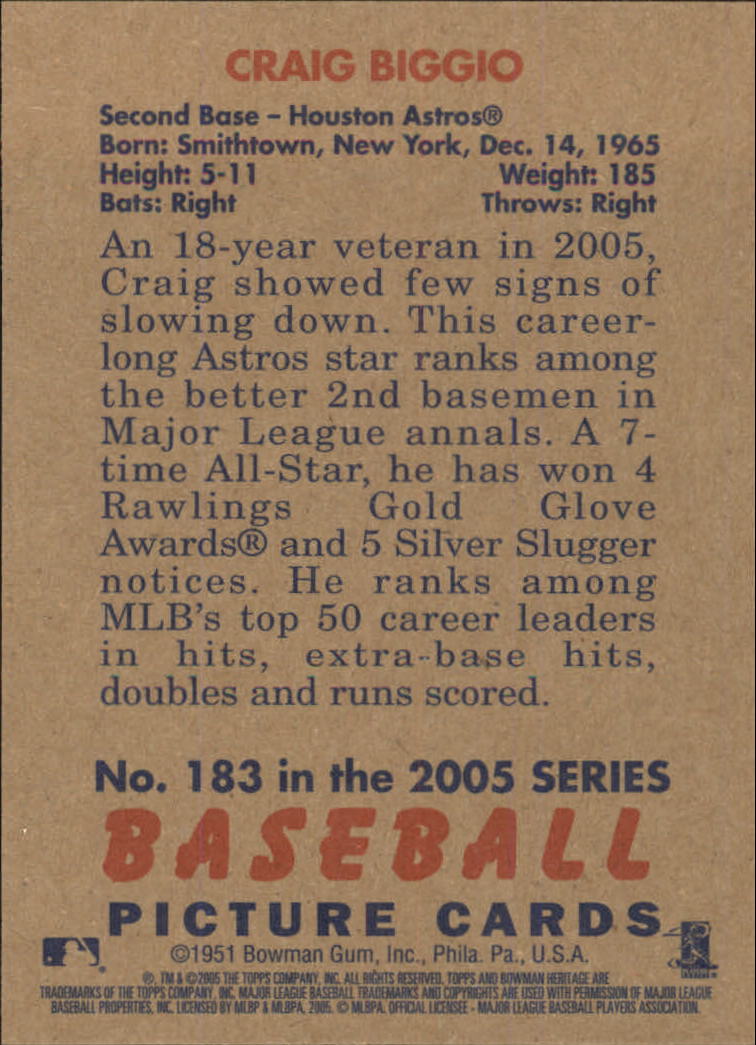 CRAIG BIGGIO
Second Base – Houston Astros®
Born: Smithtown, New York, Dec. 14, 1965
Height: 5-11 Weight: 185
Bats: Right Throws: Right
An 18-year veteran in 2005,
Craig showed few signs of
slowing down. This career-
long Astros star ranks among
the better 2nd basemen in
Major League annals. A 7-
time All-Star, he has won 4
Rawlings Gold Glove
Awards® and 5 Silver Slugger
notices. He ranks among
MLB's top 50 career leaders
in hits, extra-base hits,
doubles and runs scored.
No. 183 in the 2005 SERIES
BASEBALL
PICTURE CARDS
©1951 Bowman Gum, Inc., Phila. Pa., U.S.A.
®, TM & ©2005 THE TOPPS COMPANY, INC. ALL RIGHTS RESERVED. TOPPS AND BOWMAN HERITAGE ARE
TRADEMARKS OF THE TOPPS COMPANY, INC. MAJOR LEAGUE BASEBALL TRADEMARKS AND COPYRIGHTS ARE USED WITH PERMISSION OF MAJOR LEAGUE
BASEBALL PROPERTIES, INC. LICENSED BY MLBP & MLBPA, 2005. © MLBPA. OFFICIAL LICENSEE - MAJOR LEAGUE BASEBALL PLAYERS ASSOCIATION.